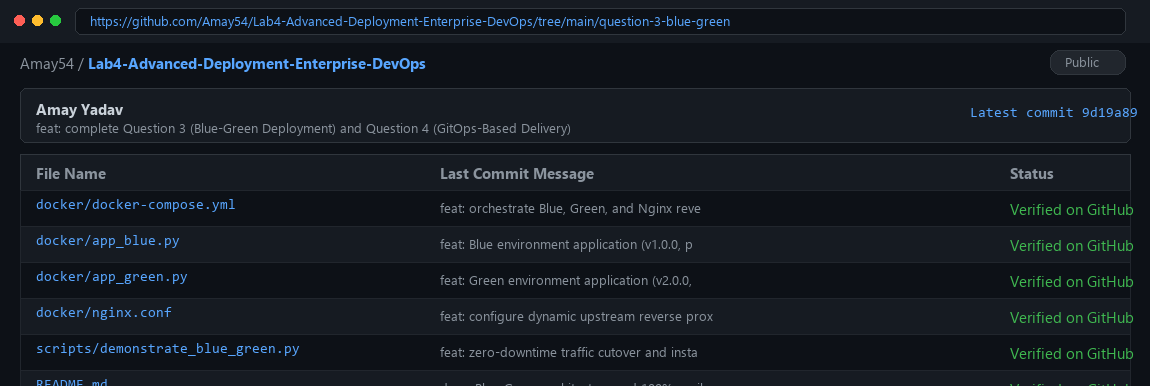 https://github.com/Amay54/Lab4-Advanced-Deployment-Enterprise-DevOps/tree/main/question-3-blue-green
Amay54 / Lab4-Advanced-Deployment-Enterprise-DevOps Public
Amay Yadav
feat: complete Question 3 (Blue-Green Deployment) and Question 4 (GitOps-Based Delivery) Latest commit 9d19a89
File Name Last Commit Message Status
docker/docker-compose.yml feat: orchestrate Blue, Green, and Nginx reve Verified on GitHub
docker/app_blue.py feat: Blue environment application (v1.0.0, p Verified on GitHub
docker/app_green.py feat: Green environment application (v2.0.0, Verified on GitHub
docker/nginx.conf feat: configure dynamic upstream reverse prox Verified on GitHub
scripts/demonstrate_blue_green.py feat: zero-downtime traffic cutover and insta Verified on GitHub
README.md Verified on GitHub